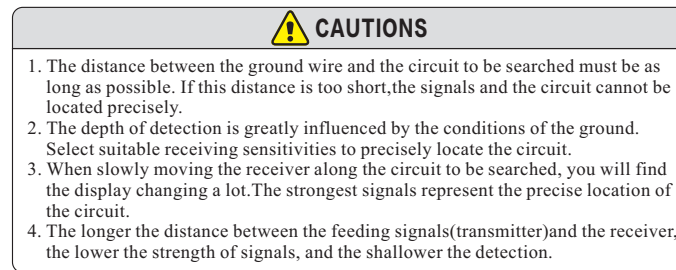 CAUTIONS
1. The distance between the ground wire and the circuit to be searched must be as
long as possible. If this distance is too short,the signals and the circuit cannot be
located precisely.
2. The depth of detection is greatly influenced by the conditions of the ground.
Select suitable receiving sensitivities to precisely locate the circuit.
3. When slowly moving the receiver along the circuit to be searched, you will find
the display changing a lot.The strongest signals represent the precise location of
the circuit.
4. The longer the distance between the feeding signals(transmitter)and the receiver,
the lower the strength of signals, and the shallower the detection.